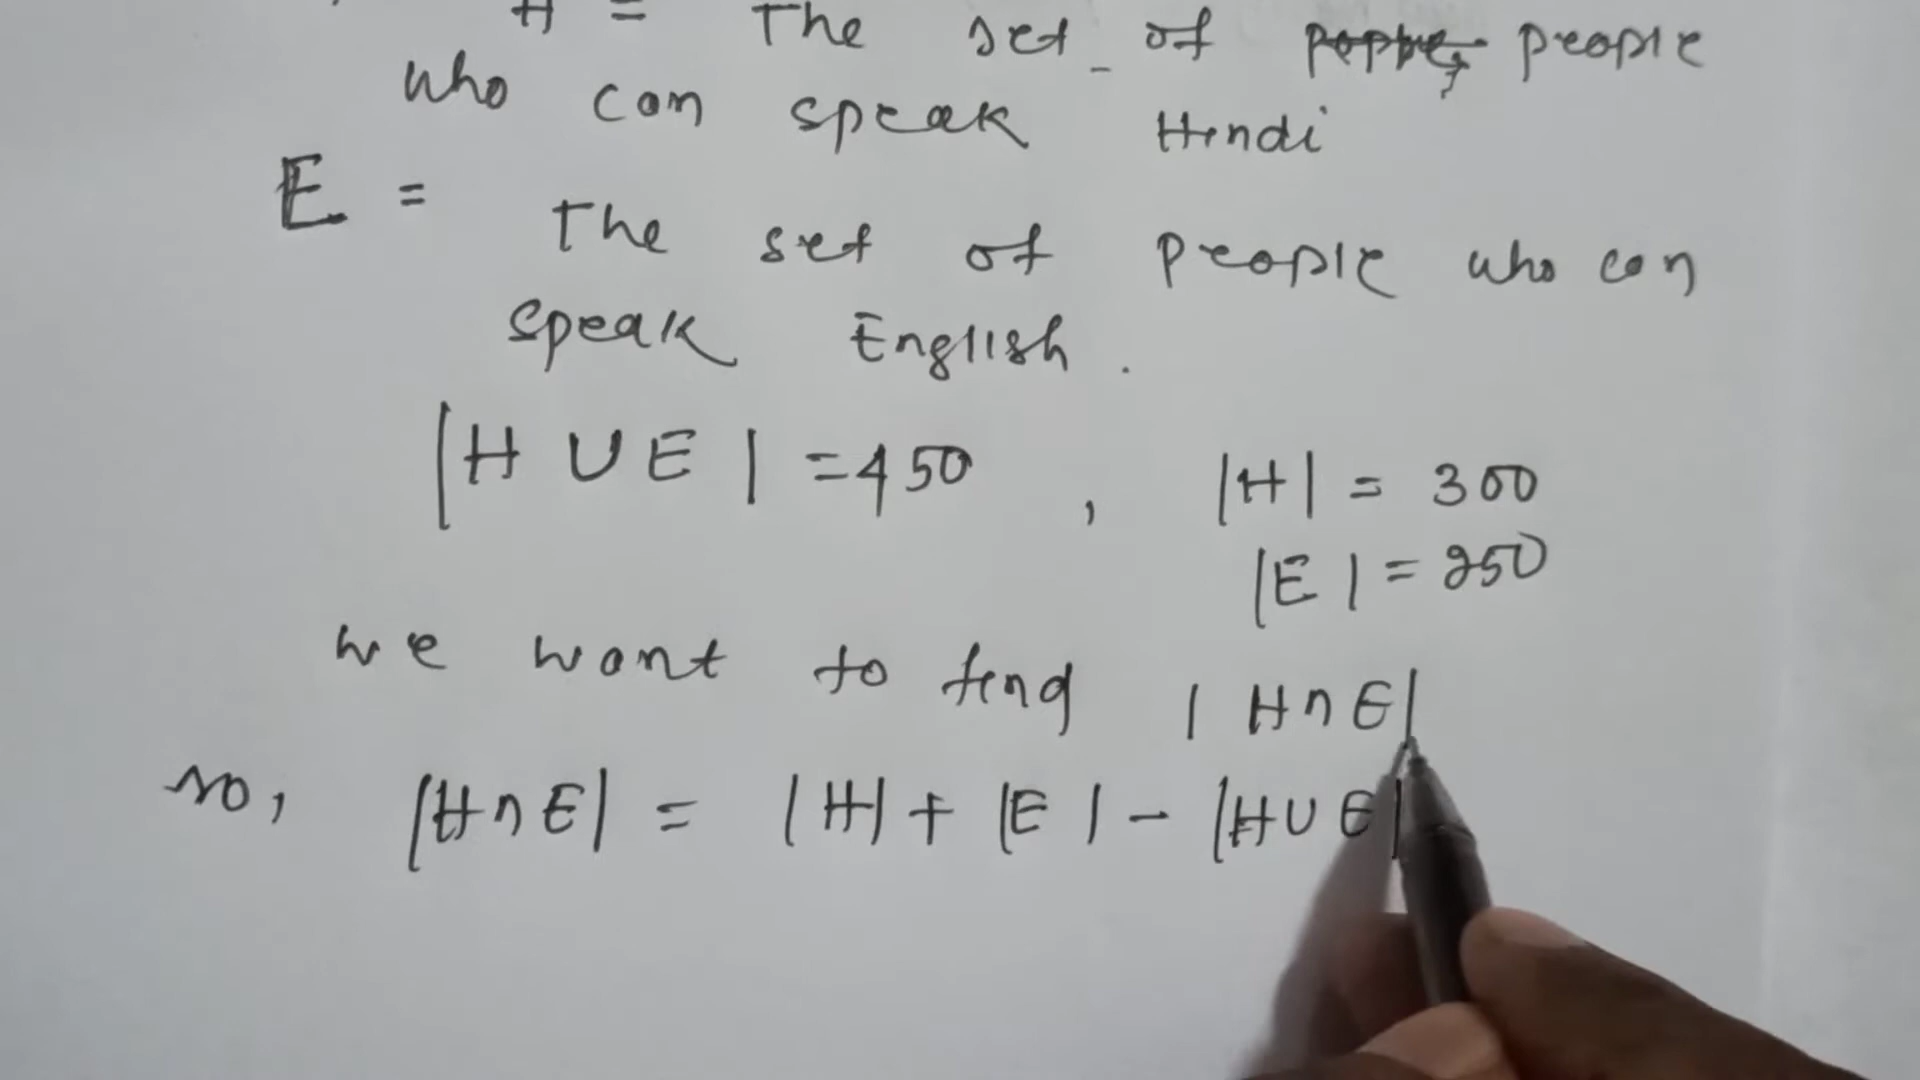 H = The set of people
who can speak Hindi
E = The set of people who can
speak English.
|H ∪ E| = 450 , |H| = 300
|E| = 250
we want to find |H ∩ E|
so, |H ∩ E| = |H| + |E| - |H ∪ E|